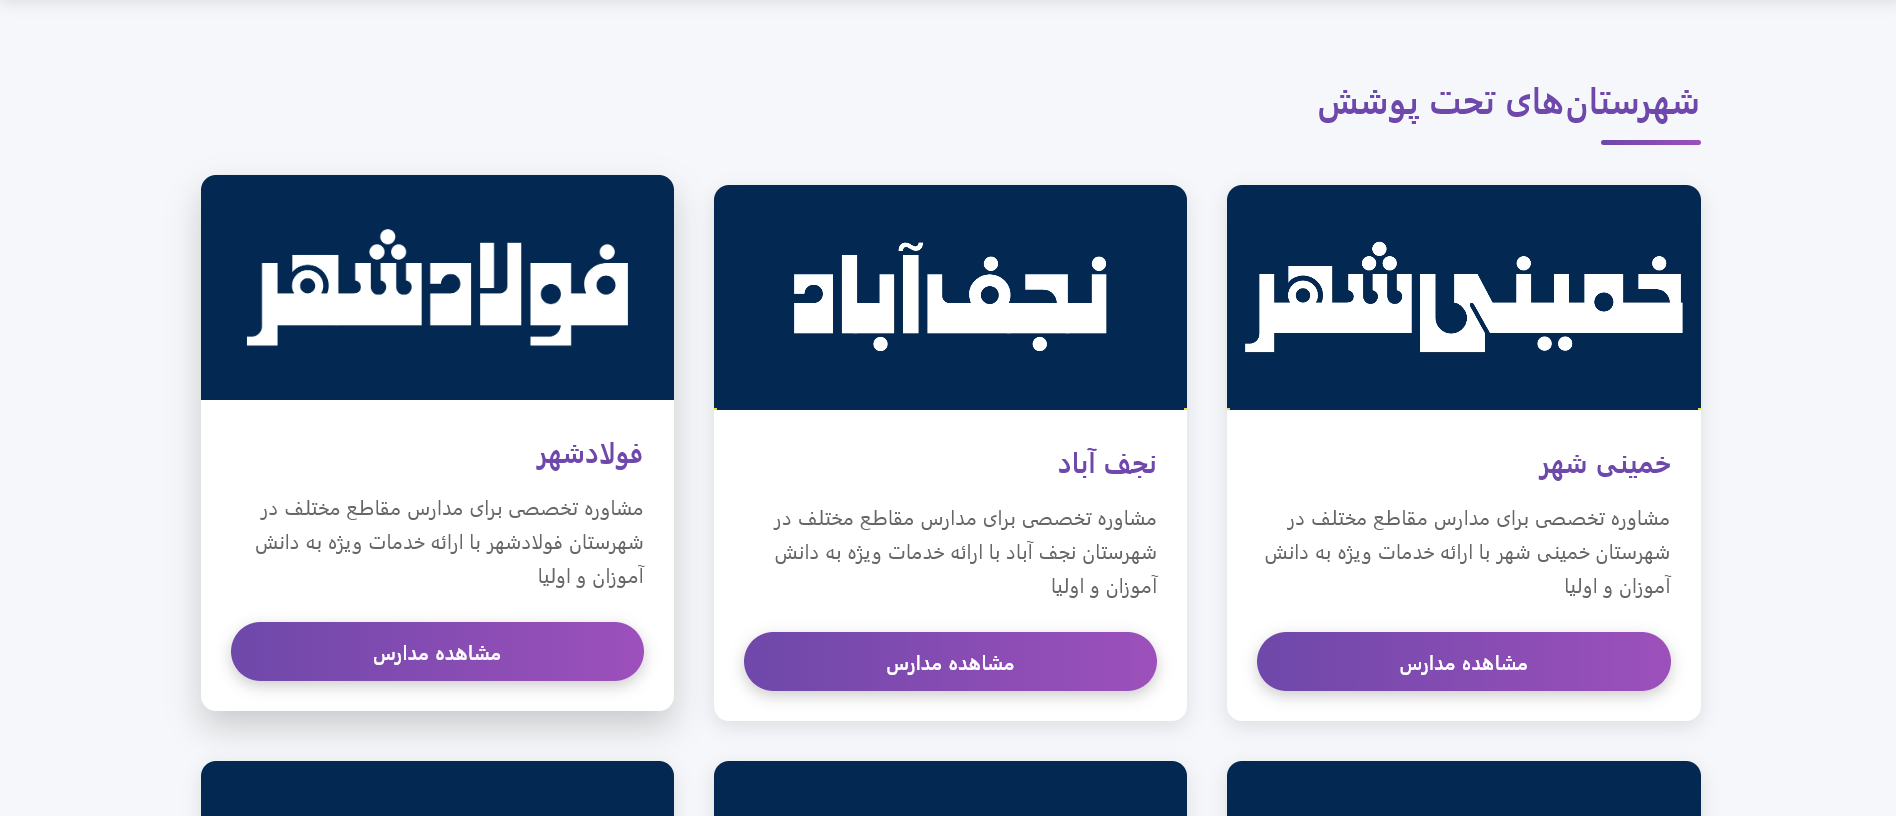 شهرستان‌های تحت پوشش
خمینی‌شهر
خمینی شهر
مشاوره تخصصی برای مدارس مقاطع مختلف در
شهرستان خمینی شهر با ارائه خدمات ویژه به دانش
آموزان و اولیا
مشاهده مدارس
نجف‌آباد
نجف آباد
مشاوره تخصصی برای مدارس مقاطع مختلف در
شهرستان نجف آباد با ارائه خدمات ویژه به دانش
آموزان و اولیا
مشاهده مدارس
فولادشهر
فولادشهر
مشاوره تخصصی برای مدارس مقاطع مختلف در
شهرستان فولادشهر با ارائه خدمات ویژه به دانش
آموزان و اولیا
مشاهده مدارس